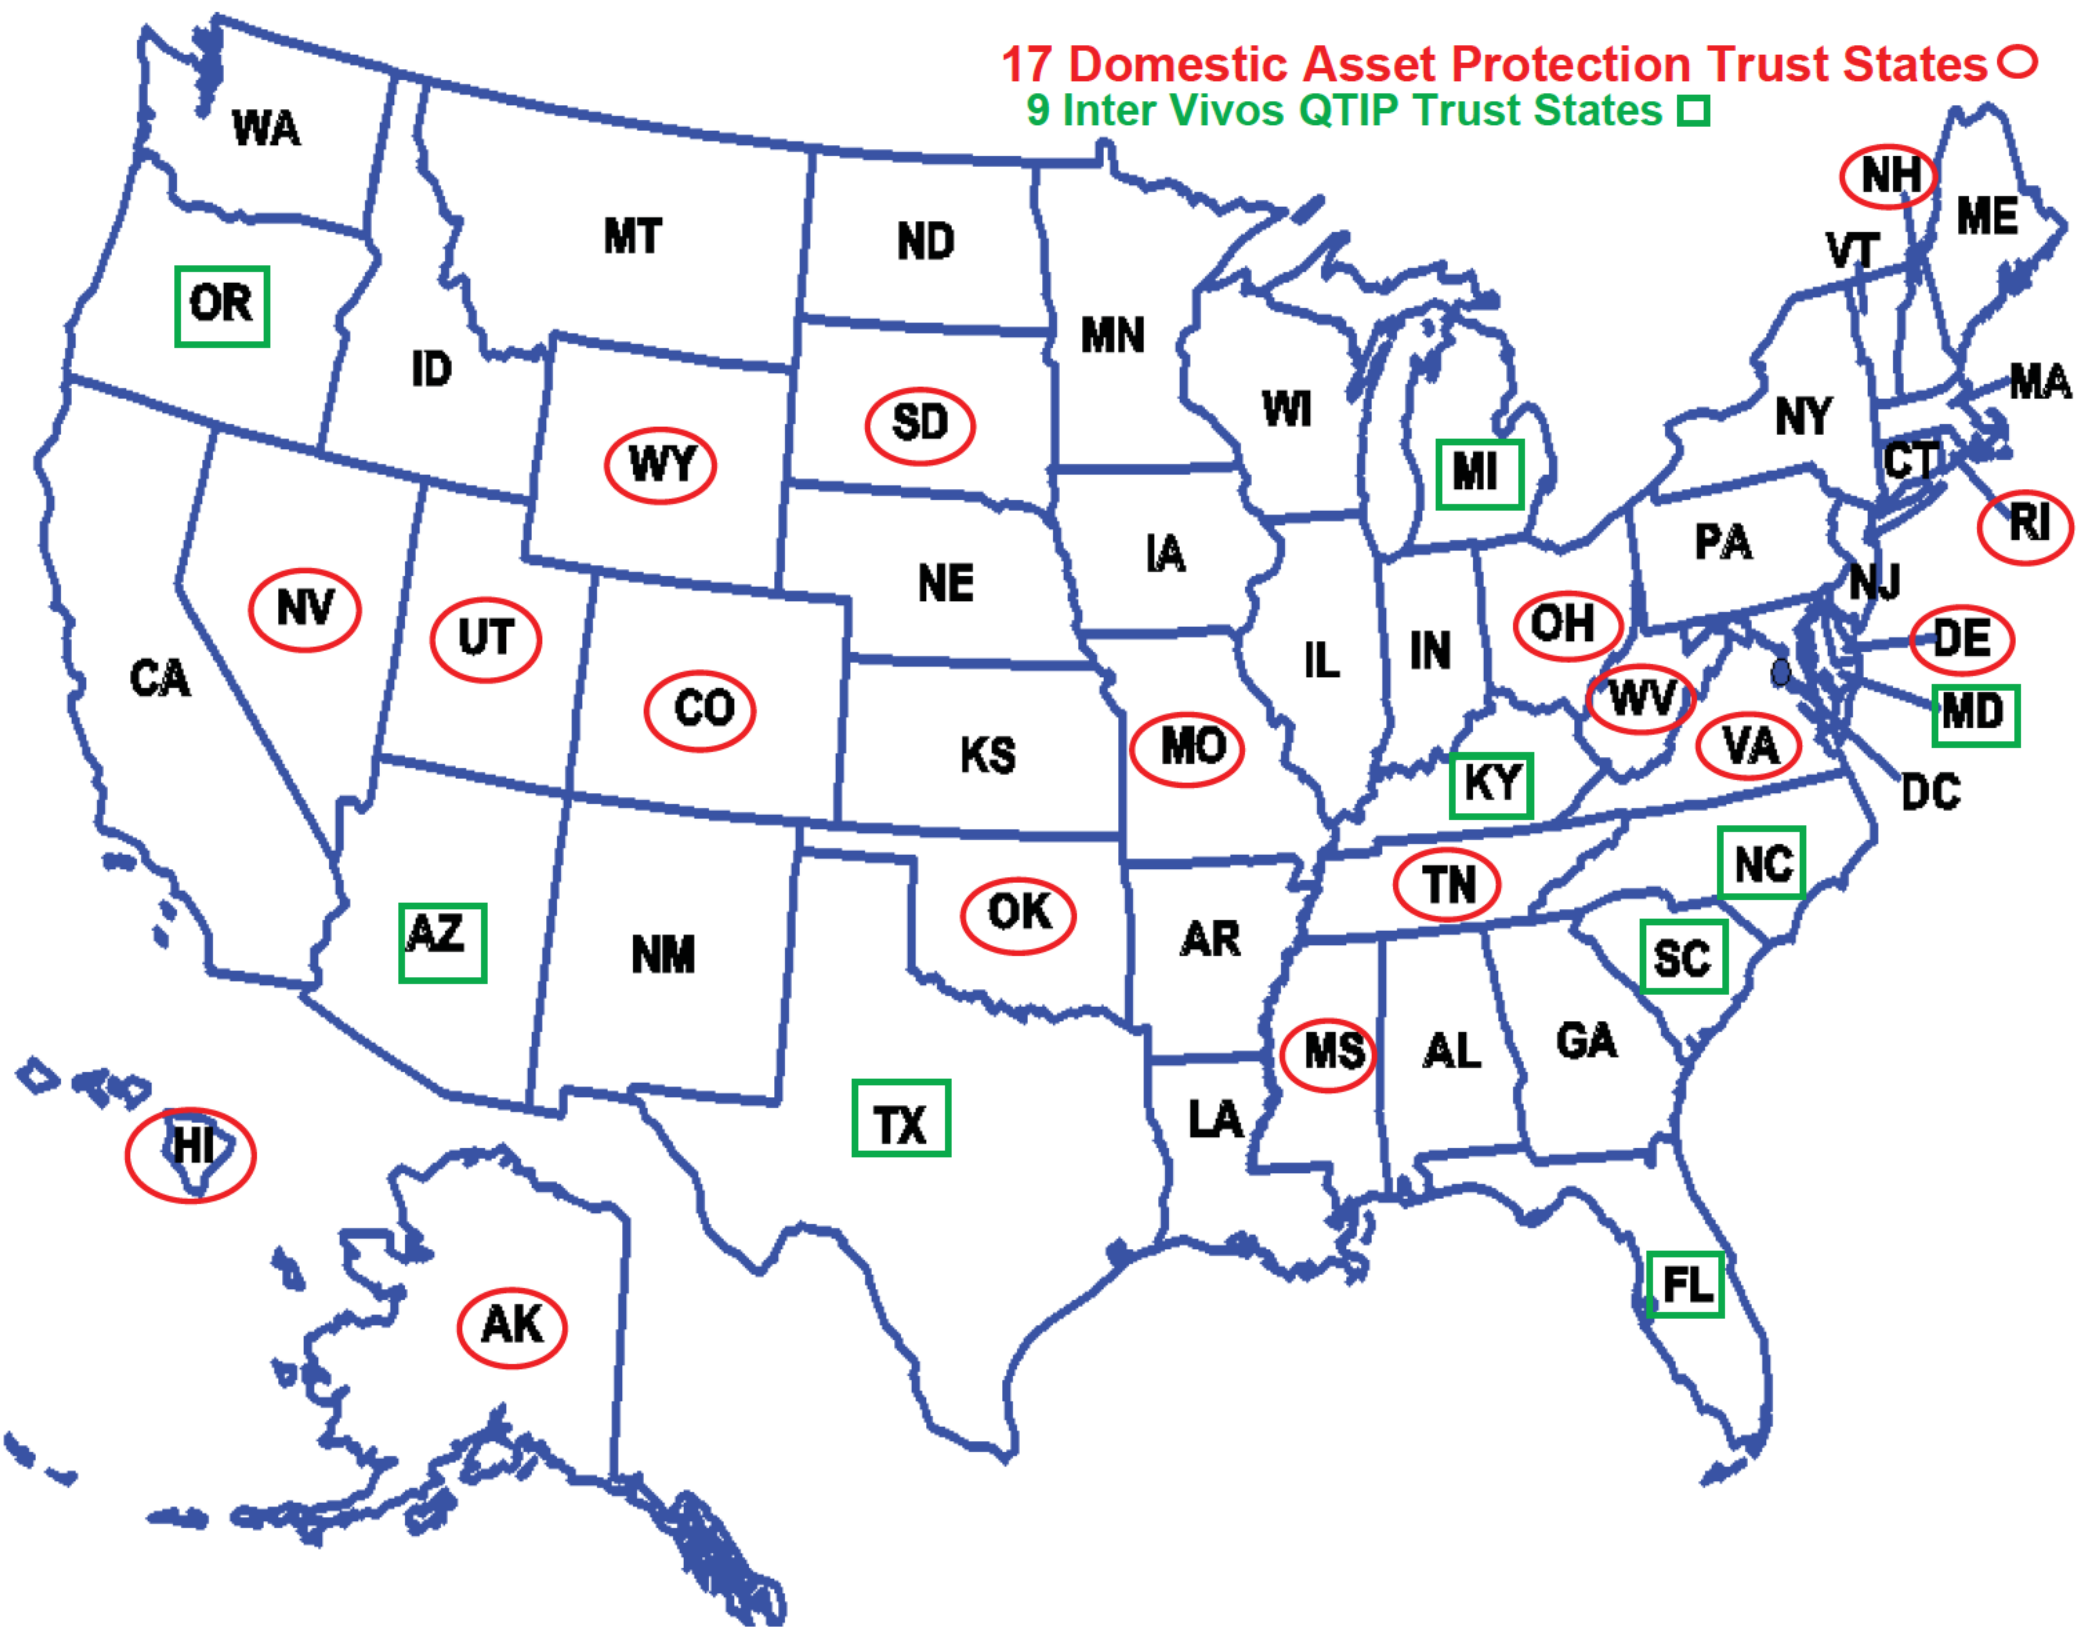 17 Domestic Asset Protection Trust States
9 Inter Vivos QTIP Trust States
WA
NH
ME
MT
ND
VT
OR
MN
ID
MA
WI
NY
SD
WY
CT
MI
RI
PA
IA
NE
NJ
NV
UT
OH
DE
IN
IL
CA
CO
WV
MD
MO
VA
KS
KY
DC
NC
TN
OK
AZ
AR
NM
SC
GA
MS
AL
TX
LA
HI
FL
AK